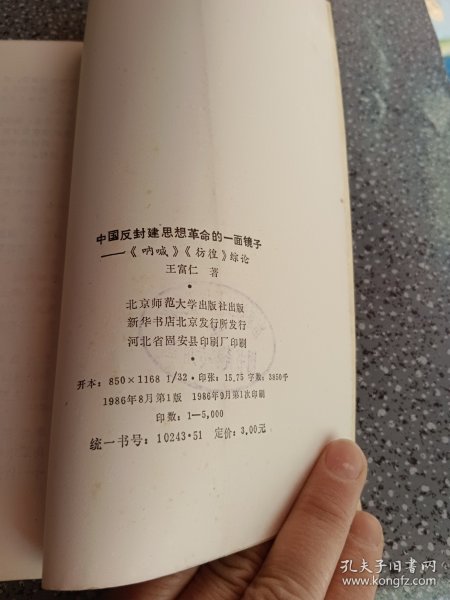 中国反封建思想革命的一面镜子
——《呐喊》《彷徨》综论
王富仁 著
北京师范大学出版社出版
新华书店北京发行所发行
河北省固安县印刷厂印刷
开本：850×1168 1/32·印张：15.75 字数：3850千
1986年8月第1版 1986年9月第1次印刷
印数：1—5,000
统一书号：10243·51 定价：3.00元
孔夫子旧书网
www.kongfz.com